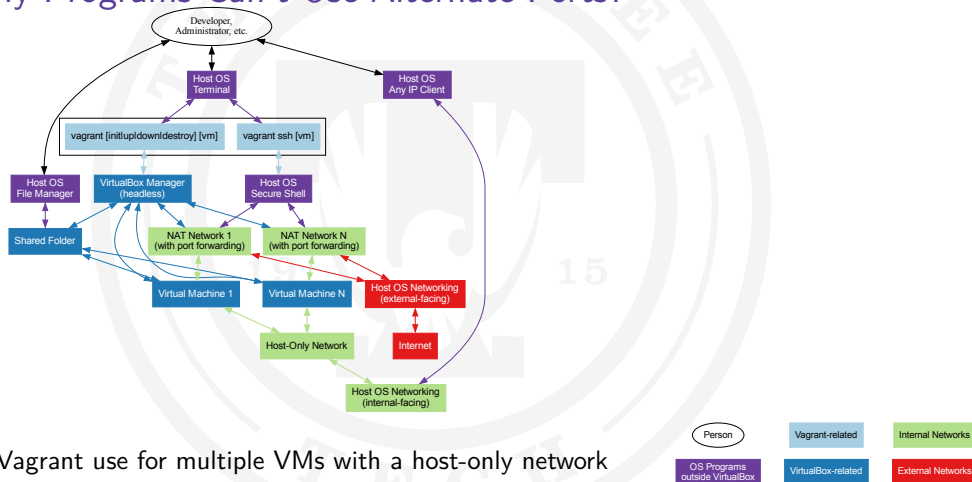 ny Programs Can't Use Alternate Ports?
Developer,
Administrator, etc.
Host OS
Terminal
Host OS
Any IP Client
vagrant [init|up|down|destroy] [vm]
vagrant ssh [vm]
Host OS
File Manager
VirtualBox Manager
(headless)
Host OS
Secure Shell
Shared Folder
NAT Network 1
(with port forwarding)
NAT Network N
(with port forwarding)
Virtual Machine 1
Virtual Machine N
Host OS Networking
(external-facing)
19
15
Host-Only Network
Internet
Host OS Networking
(internal-facing)
Vagrant use for multiple VMs with a host-only network
Person
Vagrant-related
Internal Networks
OS Programs
outside VirtualBox
VirtualBox-related
External Networks